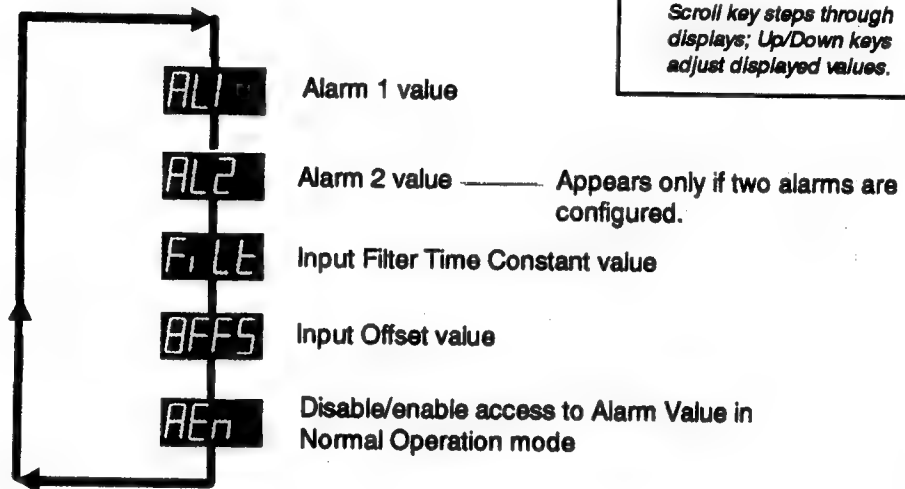 Scroll key steps through
displays; Up/Down keys
adjust displayed values.
AL1 Alarm 1 value
AL2 Alarm 2 value Appears only if two alarms are
configured.
FiLt Input Filter Time Constant value
OFFS Input Offset value
AEn Disable/enable access to Alarm Value in
Normal Operation mode